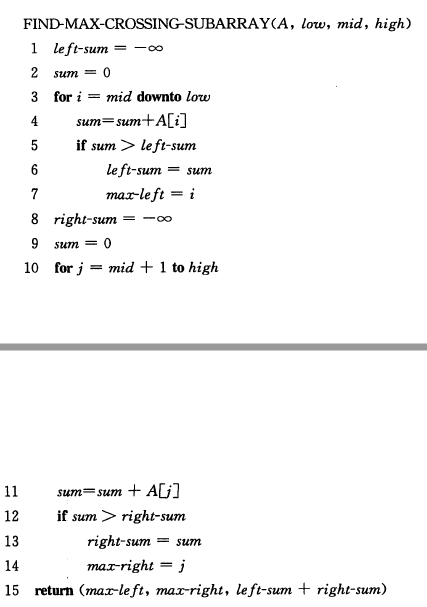 FIND-MAX-CROSSING-SUBARRAY(A, low, mid, high)
1 left-sum = −∞
2 sum = 0
3 for i = mid downto low
4 sum=sum+A[i]
5 if sum > left-sum
6 left-sum = sum
7 max-left = i
8 right-sum = −∞
9 sum = 0
10 for j = mid + 1 to high
11 sum=sum + A[j]
12 if sum > right-sum
13 right-sum = sum
14 max-right = j
15 return (max-left, max-right, left-sum + right-sum)